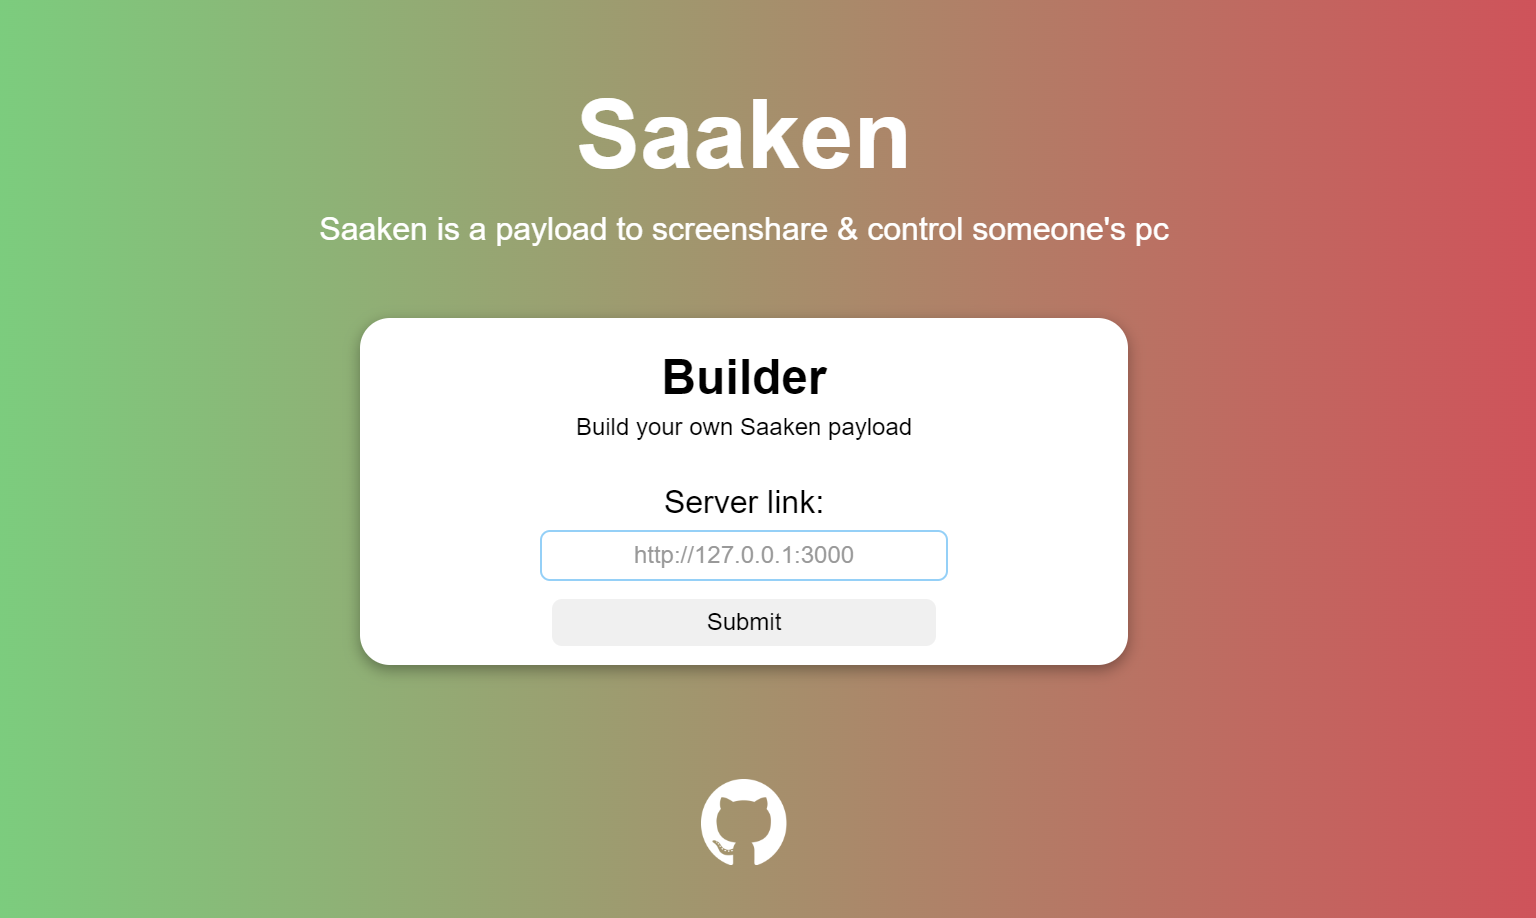 Saaken
Saaken is a payload to screenshare & control someone's pc
Builder
Build your own Saaken payload
Server link:
http://127.0.0.1:3000
Submit